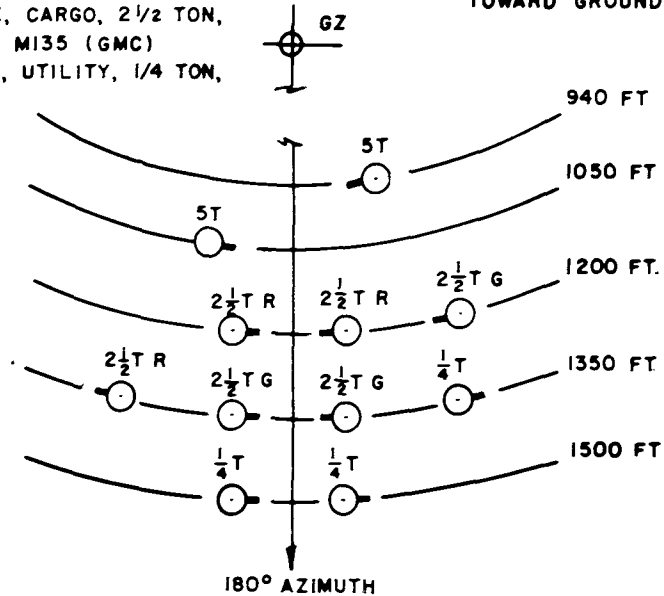 , CARGO, 2 1/2 TON,
M135 (GMC)
, UTILITY, 1/4 TON,
TOWARD GROUND
GZ
940 FT
5T
1050 FT
5T
1200 FT.
2 1/2 T R
2 1/2 T R
2 1/2 T G
1350 FT
2 1/2 T R
2 1/2 T G
2 1/2 T G
1/4 T
1500 FT
1/4 T
1/4 T
180° AZIMUTH